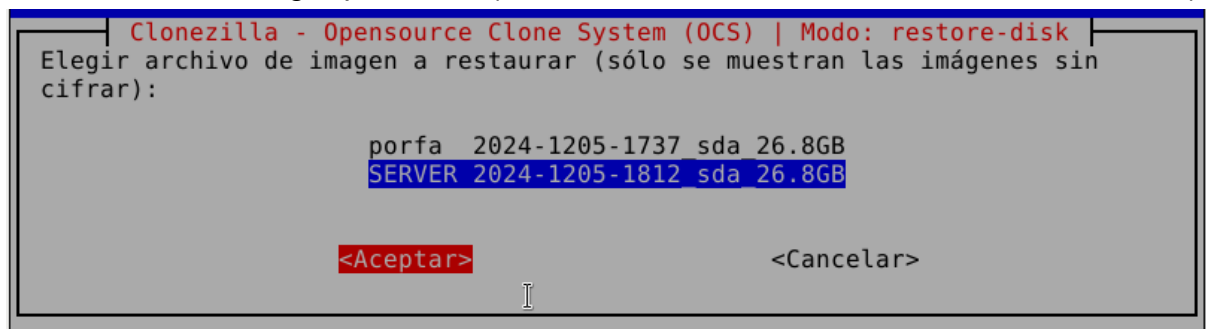 Clonezilla - Opensource Clone System (OCS) | Modo: restore-disk
Elegir archivo de imagen a restaurar (sólo se muestran las imágenes sin
cifrar):
porfa 2024-1205-1737_sda_26.8GB
SERVER 2024-1205-1812_sda_26.8GB
<Aceptar> <Cancelar>